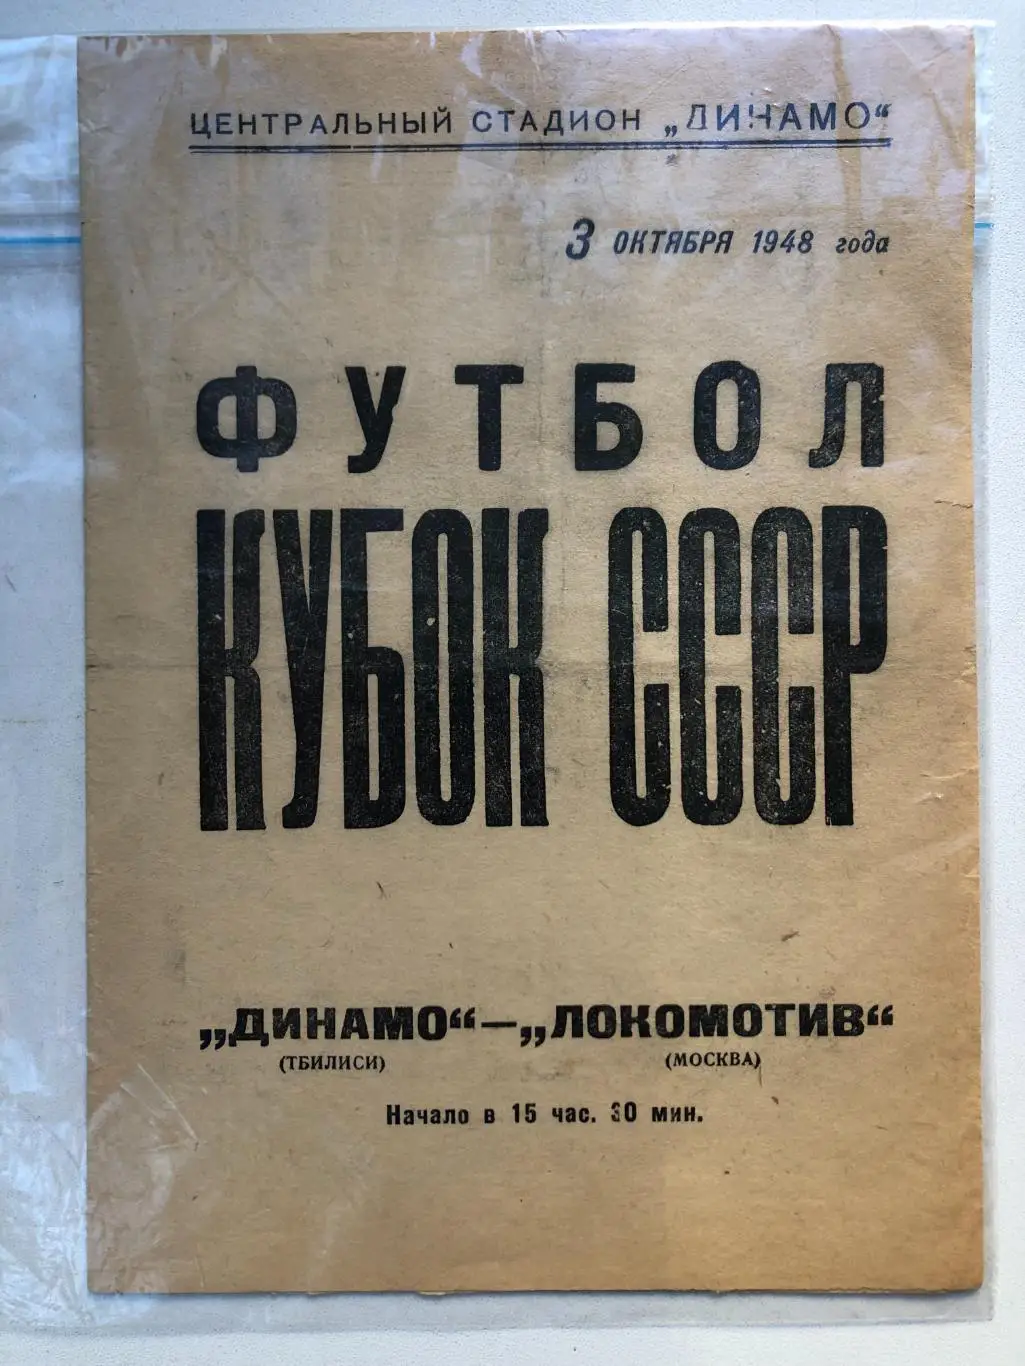 ЦЕНТРАЛЬНЫЙ СТАДИОН „ДИНАМО“
3 ОКТЯБРЯ 1948 года
ФУТБОЛ
КУБОК СССР
„ДИНАМО“—„ЛОКОМОТИВ“
(ТБИЛИСИ) (МОСКВА)
Начало в 15 час. 30 мин.